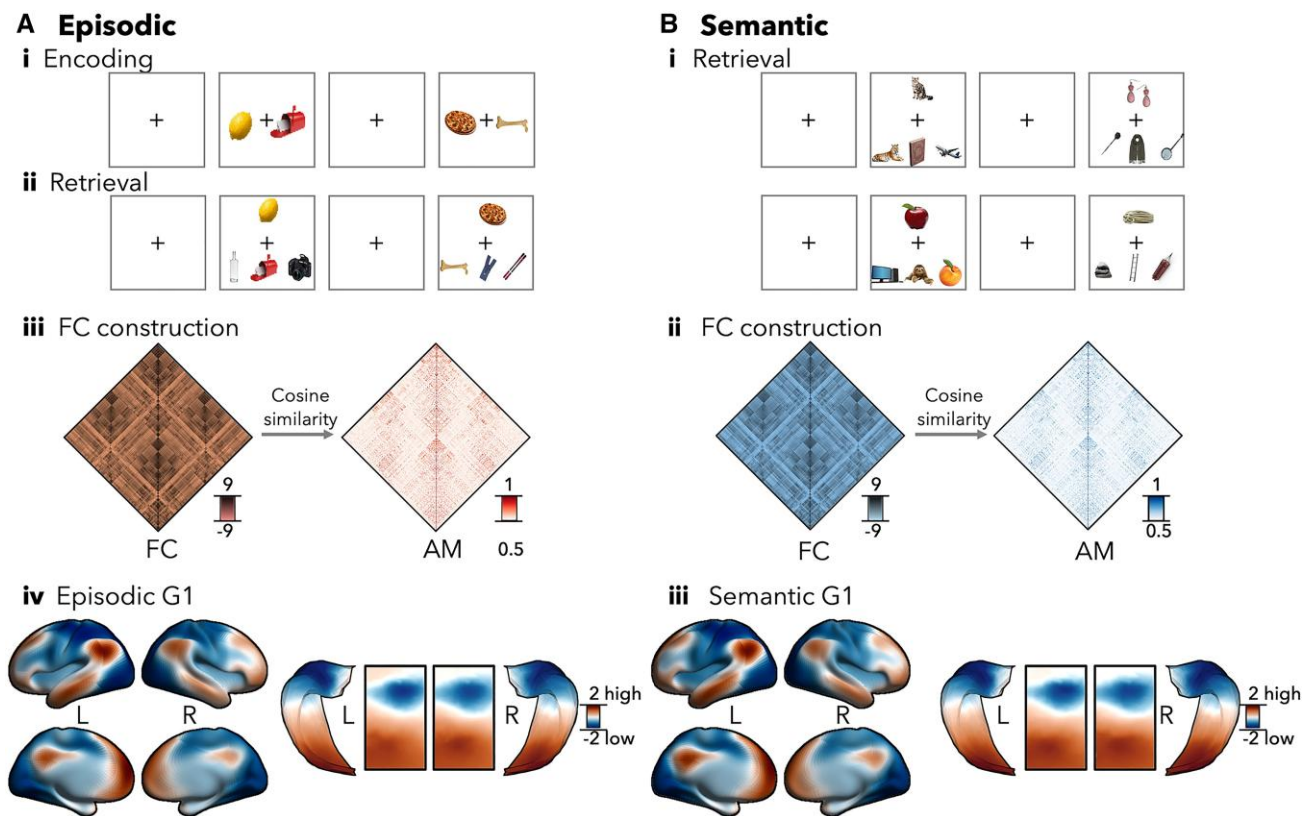 A Episodic
i Encoding
+ + + +
ii Retrieval
+ + + +
iii FC construction
Cosine
similarity
9
-9
FC
1
0.5
AM
iv Episodic G1
L R
L R
2 high
-2 low
B Semantic
i Retrieval
+ + + +
+ + + +
ii FC construction
Cosine
similarity
9
-9
FC
1
0.5
AM
iii Semantic G1
L R
L R
2 high
-2 low